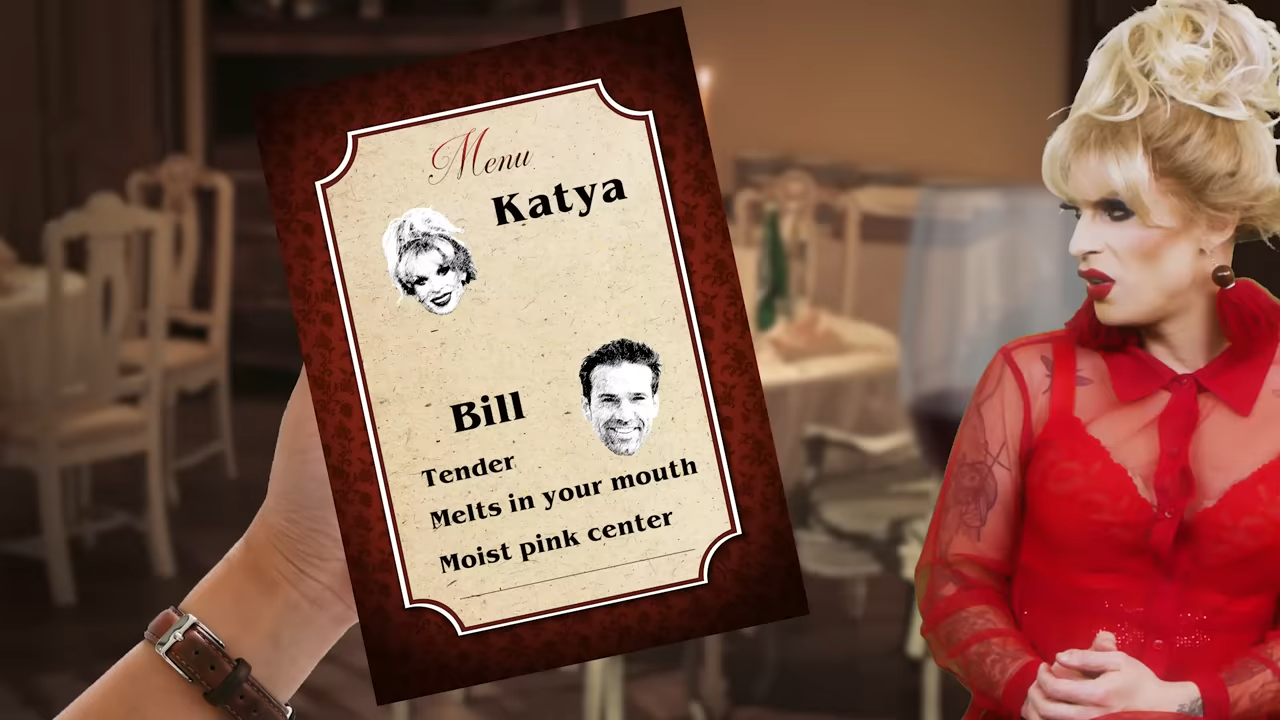 Menu
Katya
Bill
Tender
Melts in your mouth
Moist pink center